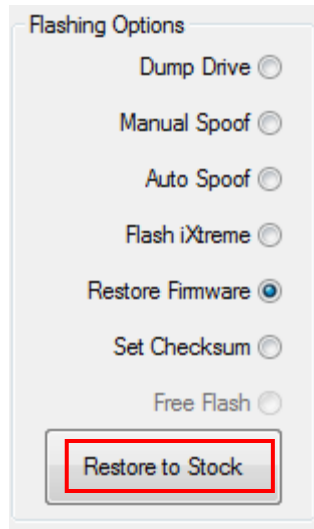 Flashing Options
Dump Drive
Manual Spoof
Auto Spoof
Flash iXtreme
Restore Firmware
Set Checksum
Free Flash
Restore to Stock